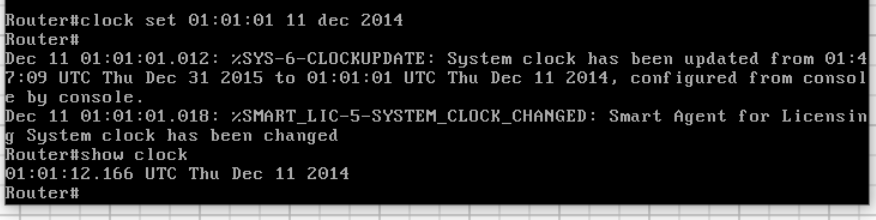 Router#clock set 01:01:01 11 dec 2014
Router#
Dec 11 01:01:01.012: %SYS-6-CLOCKUPDATE: System clock has been updated from 01:4
7:09 UTC Thu Dec 31 2015 to 01:01:01 UTC Thu Dec 11 2014, configured from consol
e by console.
Dec 11 01:01:01.018: %SMART_LIC-5-SYSTEM_CLOCK_CHANGED: Smart Agent for Licensin
g System clock has been changed
Router#show clock
01:01:12.166 UTC Thu Dec 11 2014
Router#